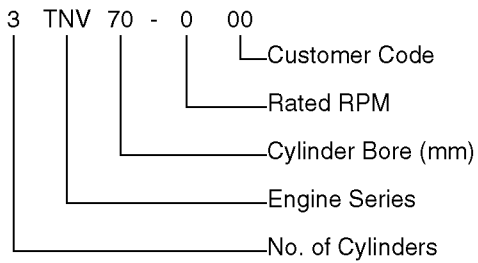 3 TNV 70 - 0 00
Customer Code
Rated RPM
Cylinder Bore (mm)
Engine Series
No. of Cylinders